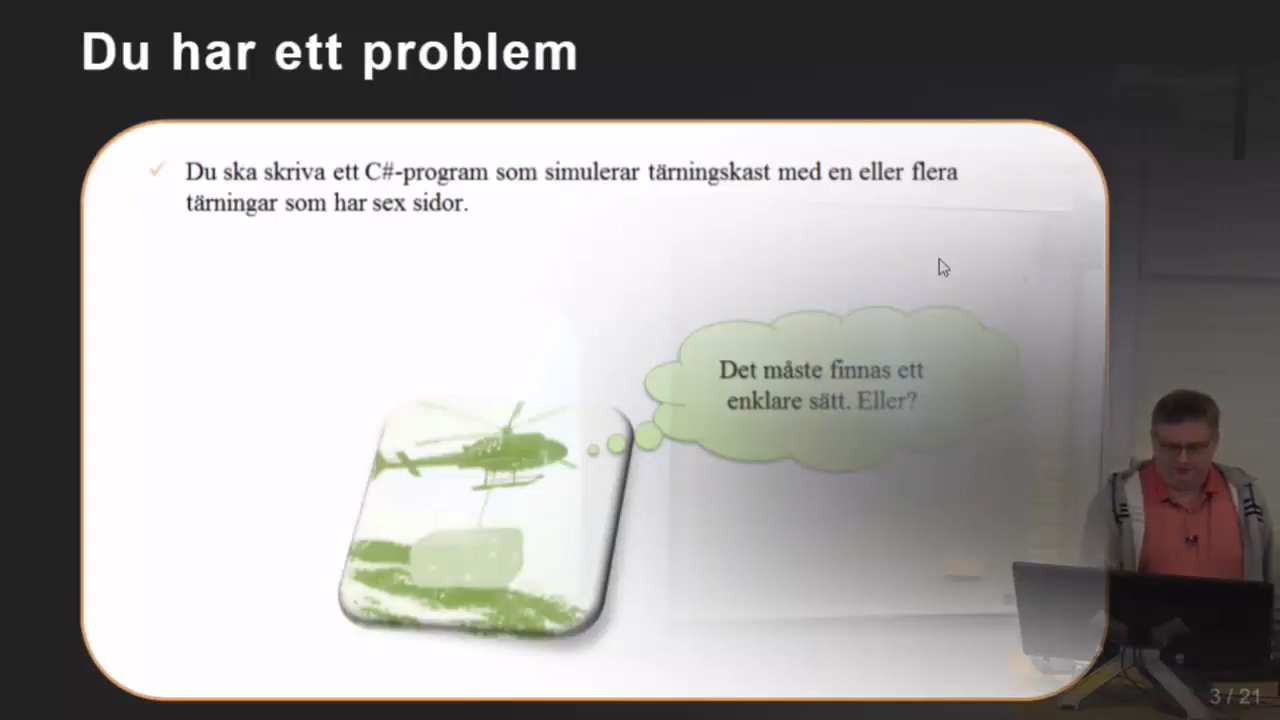 Du har ett problem
Du ska skriva ett C#-program som simulerar tärningskast med en eller flera
tärningar som har sex sidor.
Det måste finnas ett
enklare sätt. Eller?
3 / 21